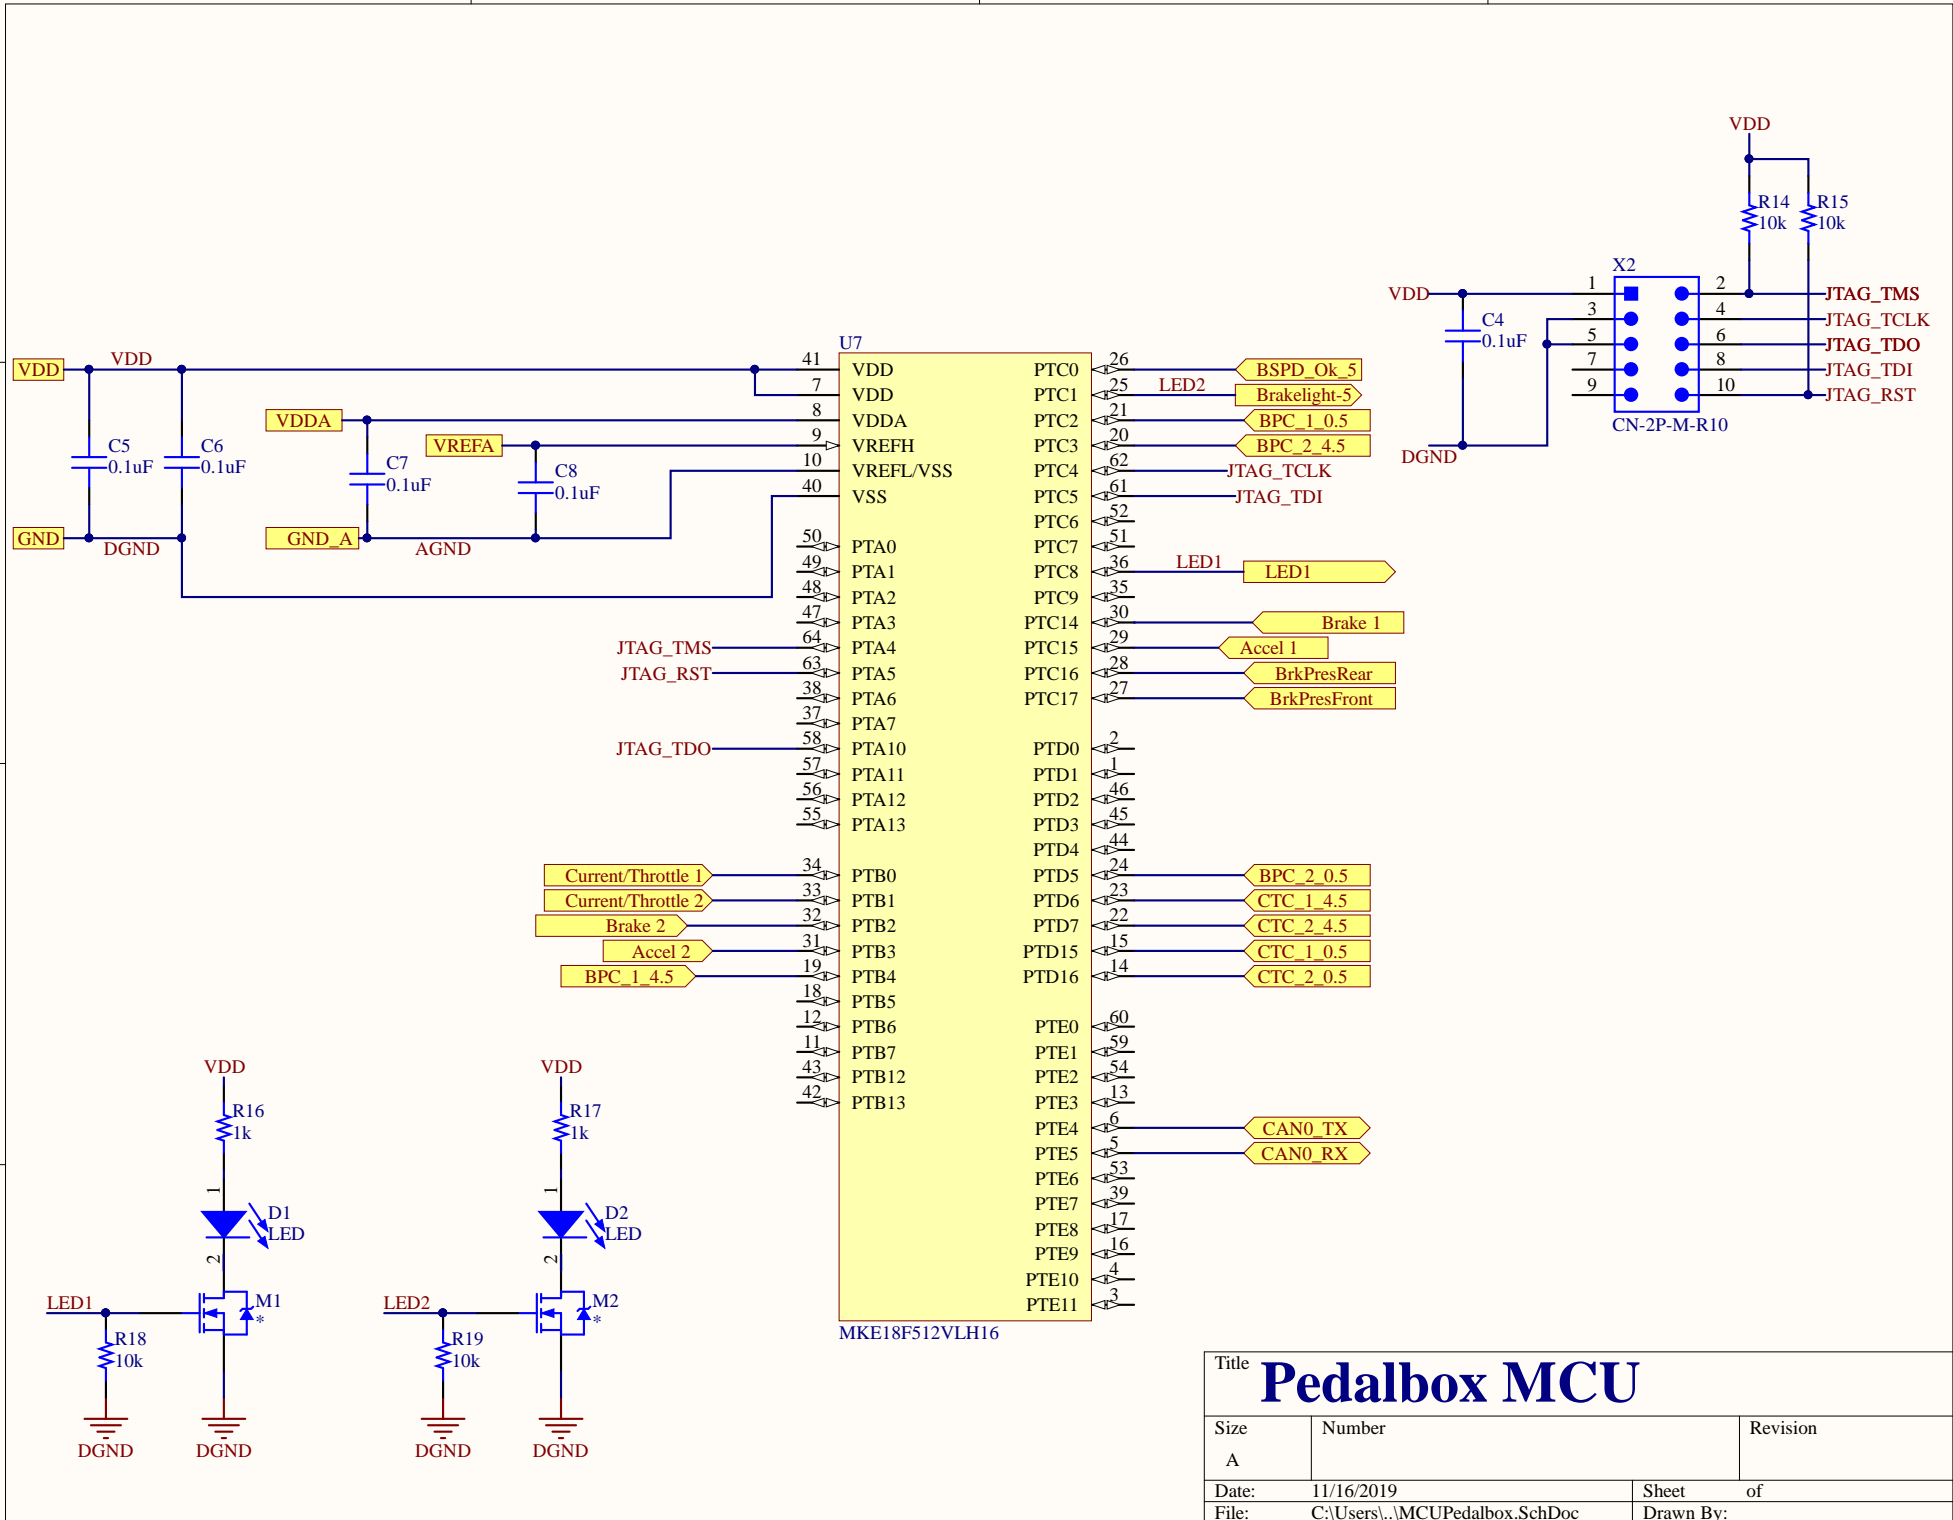 VDD
R14
10k
R15
10k
X2
VDD
1
2
JTAG_TMS
3
4
JTAG_TCLK
5
6
JTAG_TDO
7
8
JTAG_TDI
9
10
JTAG_RST
CN-2P-M-R10
C4
0.1uF
DGND
U7
VDD
VDD
41
VDD
7
VDD
VDDA
8
VDDA
VREFA
9
VREFH
10
VREFL/VSS
40
VSS
C5
0.1uF
C6
0.1uF
C7
0.1uF
C8
0.1uF
GND
DGND
GND_A
AGND
50
PTA0
49
PTA1
48
PTA2
47
PTA3
JTAG_TMS
64
PTA4
JTAG_RST
63
PTA5
38
PTA6
37
PTA7
JTAG_TDO
58
PTA10
57
PTA11
56
PTA12
55
PTA13
Current/Throttle 1
34
PTB0
Current/Throttle 2
33
PTB1
Brake 2
32
PTB2
Accel 2
31
PTB3
BPC_1_4.5
19
PTB4
18
PTB5
12
PTB6
11
PTB7
43
PTB12
42
PTB13
PTC0
26
BSPD_Ok_5
PTC1
25
LED2
Brakelight-5
PTC2
21
BPC_1_0.5
PTC3
20
BPC_2_4.5
PTC4
62
JTAG_TCLK
PTC5
61
JTAG_TDI
PTC6
52
PTC7
51
PTC8
36
LED1
LED1
PTC9
35
PTC14
30
Brake 1
PTC15
29
Accel 1
PTC16
28
BrkPresRear
PTC17
27
BrkPresFront
PTD0
2
PTD1
1
PTD2
46
PTD3
45
PTD4
44
PTD5
24
BPC_2_0.5
PTD6
23
CTC_1_4.5
PTD7
22
CTC_2_4.5
PTD15
15
CTC_1_0.5
PTD16
14
CTC_2_0.5
PTE0
60
PTE1
59
PTE2
54
PTE3
13
PTE4
6
CAN0_TX
PTE5
5
CAN0_RX
PTE6
53
PTE7
39
PTE8
17
PTE9
16
PTE10
4
PTE11
3
MKE18F512VLH16
VDD
R16
1k
1
D1
LED
2
LED1
M1
*
R18
10k
DGND
DGND
VDD
R17
1k
1
D2
LED
2
LED2
M2
*
R19
10k
DGND
DGND
Title Pedalbox MCU
Size
A
Number
Revision
Date: 11/16/2019
Sheet of
File: C:\Users\..\MCUPedalbox.SchDoc
Drawn By: